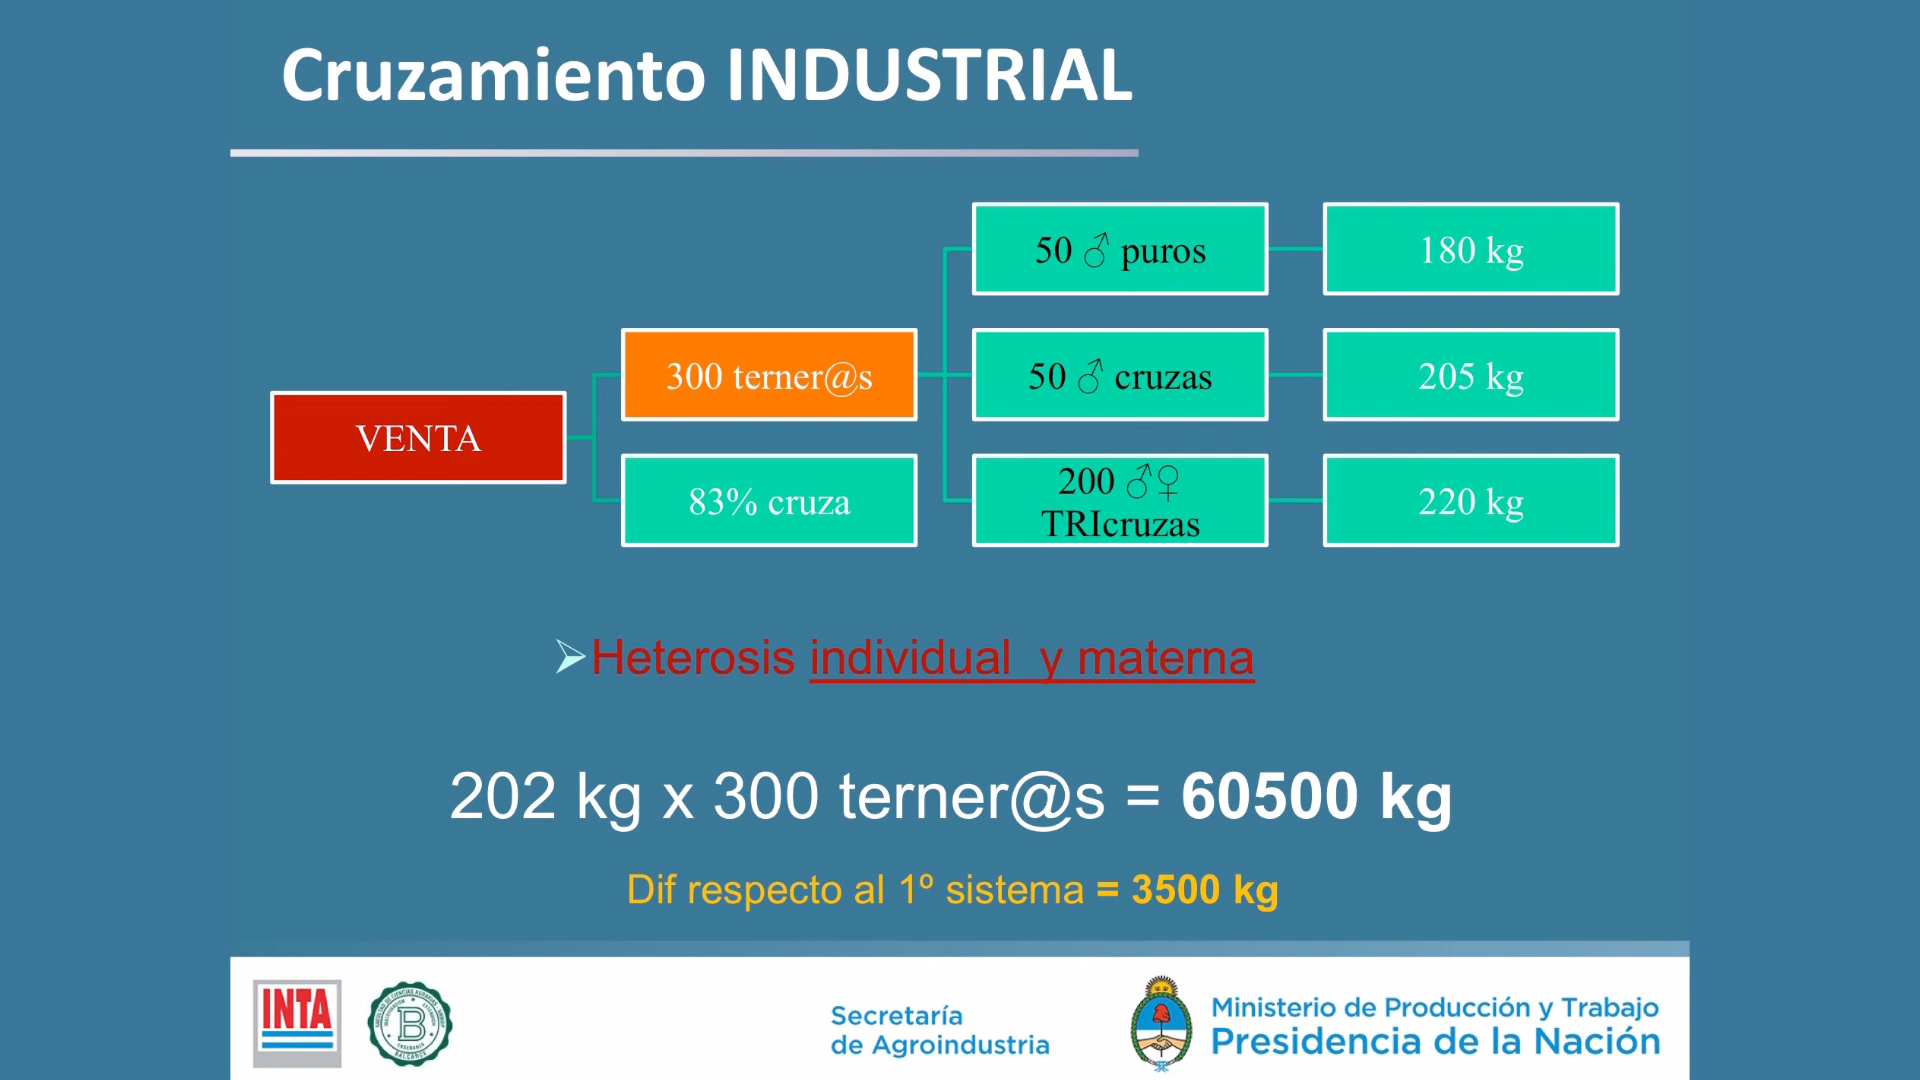 Cruzamiento INDUSTRIAL
50 ♂ puros
180 kg
300 terner@s
50 ♂ cruzas
205 kg
VENTA
83% cruza
200 ♂♀
TRIcruzas
220 kg
➢Heterosis individual y materna
202 kg x 300 terner@s = 60500 kg
Dif respecto al 1º sistema = 3500 kg
INTA
B
BALCARCE
Secretaría
de Agroindustria
Ministerio de Producción y Trabajo
Presidencia de la Nación